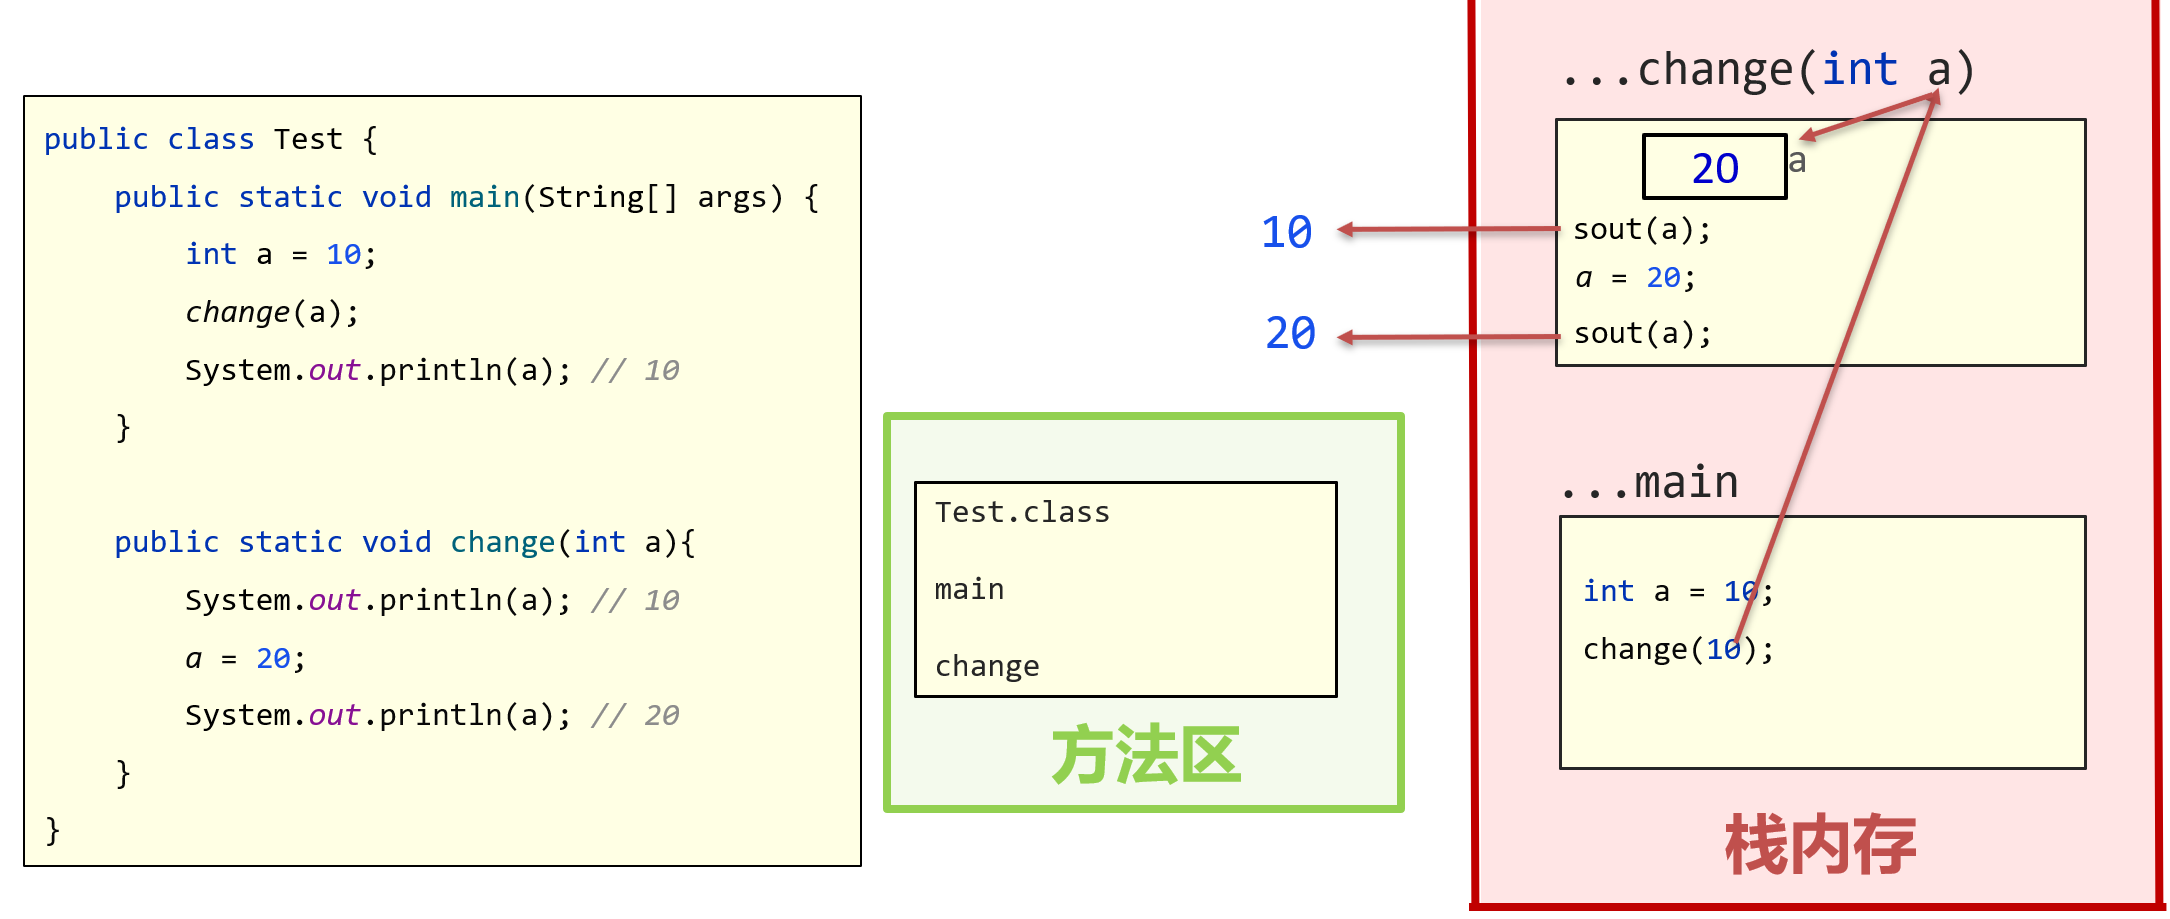 public class Test {
public static void main(String[] args) {
int a = 10;
change(a);
System.out.println(a); // 10
}
public static void change(int a){
System.out.println(a); // 10
a = 20;
System.out.println(a); // 20
}
}
Test.class
main
change
方法区
10
20
...change(int a)
20 a
sout(a);
a = 20;
sout(a);
...main
int a = 10;
change(10);
栈内存